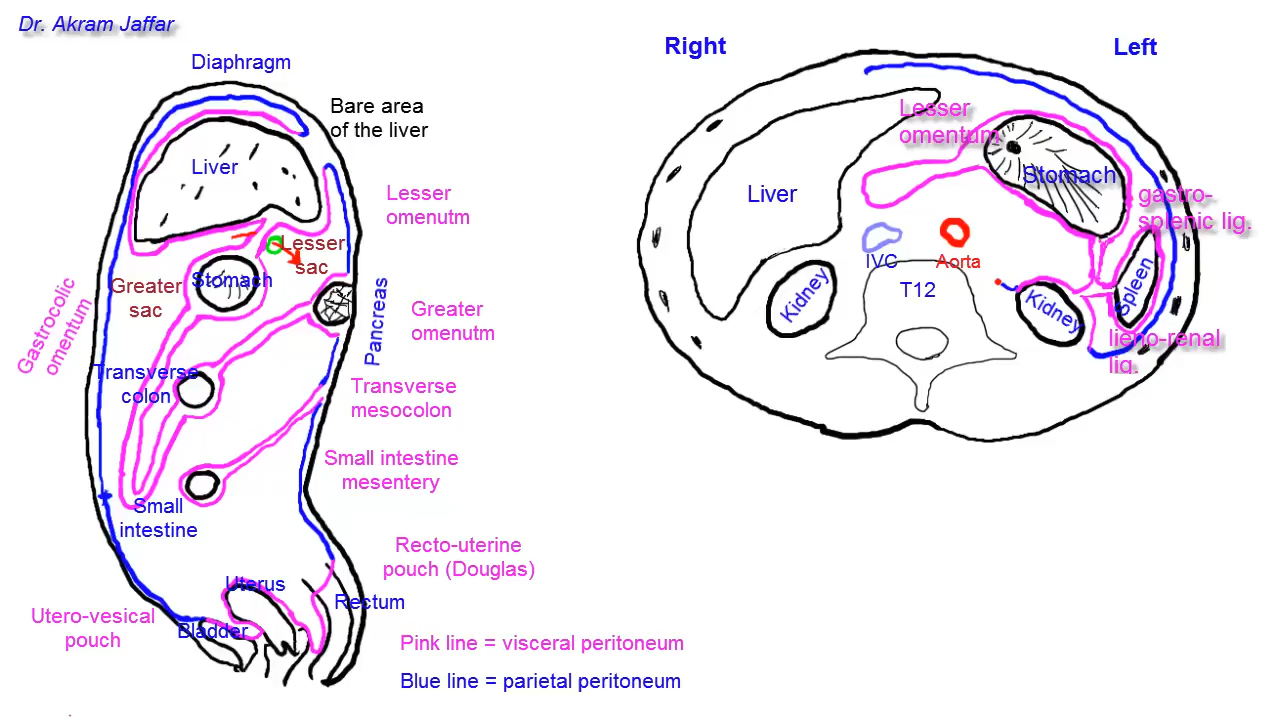 Dr. Akram Jaffar
Diaphragm
Bare area
of the liver
Liver
Lesser
omenutm
Lesser
sac
Greater
sac
Stomach
Gastrocolic
omentum
Pancreas
Greater
omenutm
Transverse
colon
Transverse
mesocolon
Small intestine
mesentery
Small
intestine
Recto-uterine
pouch (Douglas)
Uterus
Rectum
Utero-vesical
pouch
Bladder
Pink line = visceral peritoneum
Blue line = parietal peritoneum
Right
Left
Lesser
omentum
Stomach
Liver
gastro-
splenic lig.
IVC
Aorta
T12
Kidney
Kidney
Spleen
lieno-renal
lig.